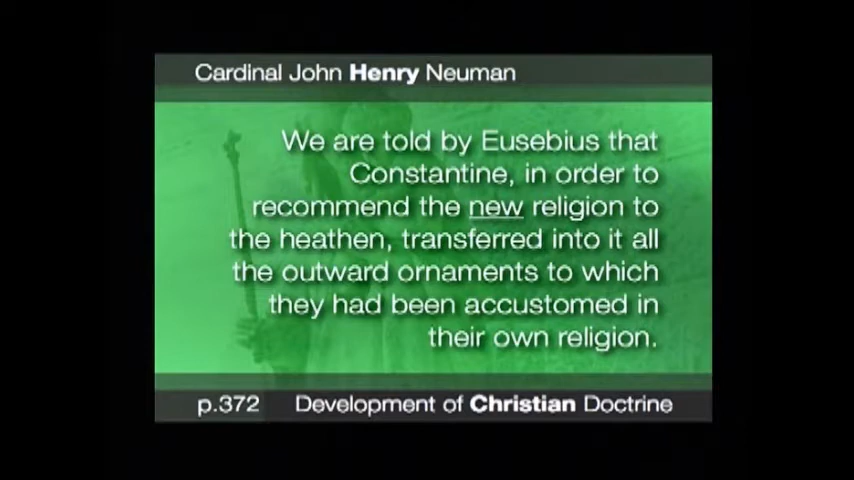 Cardinal John Henry Neuman
We are told by Eusebius that
Constantine, in order to
recommend the new religion to
the heathen, transferred into it all
the outward ornaments to which
they had been accustomed in
their own religion.
p.372 Development of Christian Doctrine